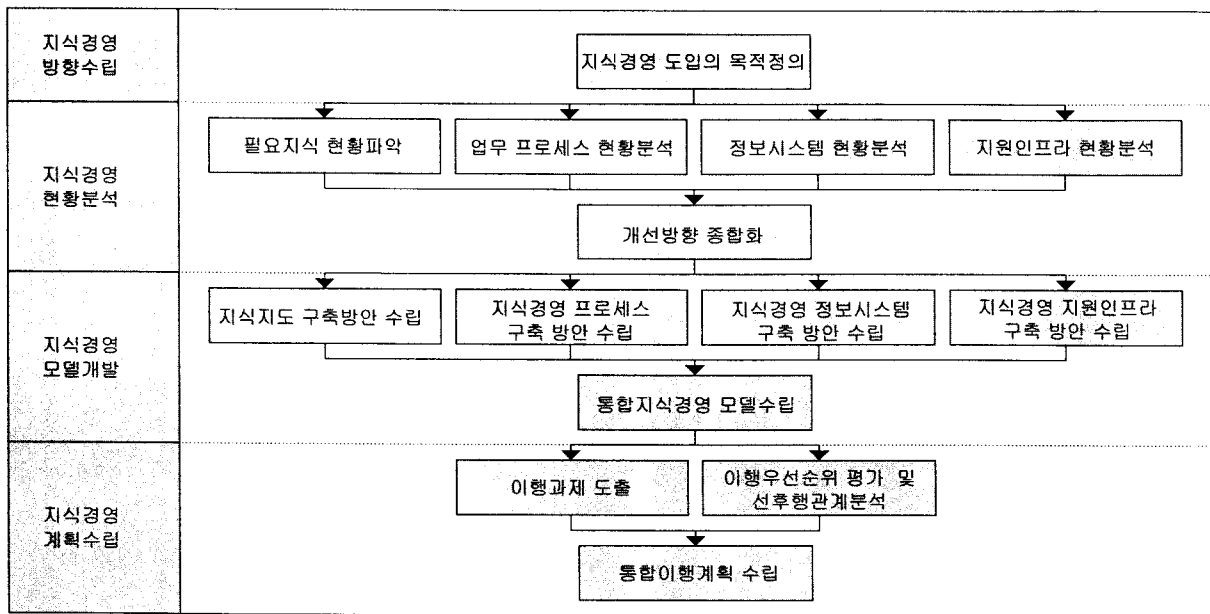 지식경영
방향수립
지식경영 도입의 목적정의
지식경영
현황분석
필요지식 현황파악
업무 프로세스 현황분석
정보시스템 현황분석
지원인프라 현황분석
개선방향 종합화
지식경영
모델개발
지식지도 구축방안 수립
지식경영 프로세스
구축 방안 수립
지식경영 정보시스템
구축 방안 수립
지식경영 지원인프라
구축 방안 수립
통합지식경영 모델수립
지식경영
계획수립
이행과제 도출
이행우선순위 평가 및
선후행관계분석
통합이행계획 수립